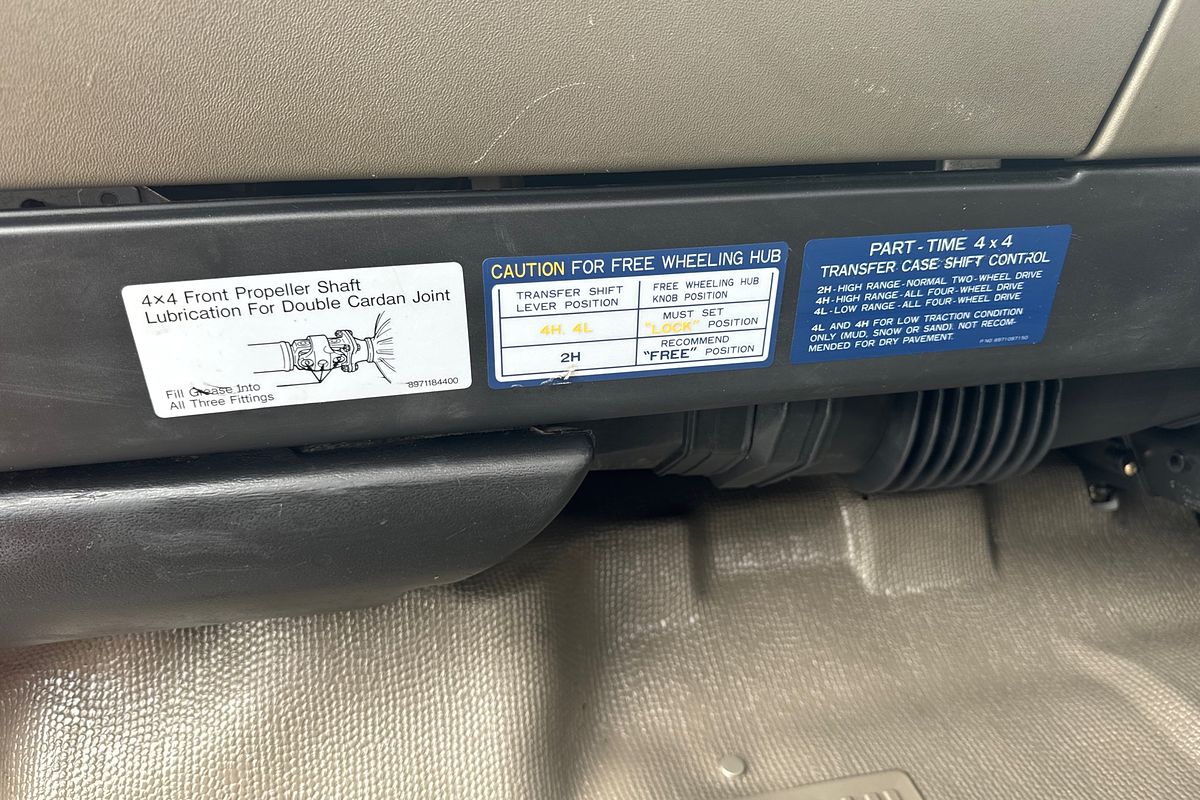 4×4 Front Propeller Shaft
Lubrication For Double Cardan Joint
Fill Grease Into
All Three Fittings
8971184400
CAUTION FOR FREE WHEELING HUB
TRANSFER SHIFT
LEVER POSITION
FREE WHEELING HUB
KNOB POSITION
4H. 4L
MUST SET
"LOCK" POSITION
2H
RECOMMEND
"FREE" POSITION
PART-TIME 4x4
TRANSFER CASE SHIFT CONTROL
2H-HIGH RANGE-NORMAL TWO-WHEEL DRIVE
4H-HIGH RANGE-ALL FOUR-WHEEL DRIVE
4L-LOW RANGE-ALL FOUR-WHEEL DRIVE
4L AND 4H FOR LOW TRACTION CONDITION
ONLY (MUD, SNOW OR SAND). NOT RECOM-
MENDED FOR DRY PAVEMENT.